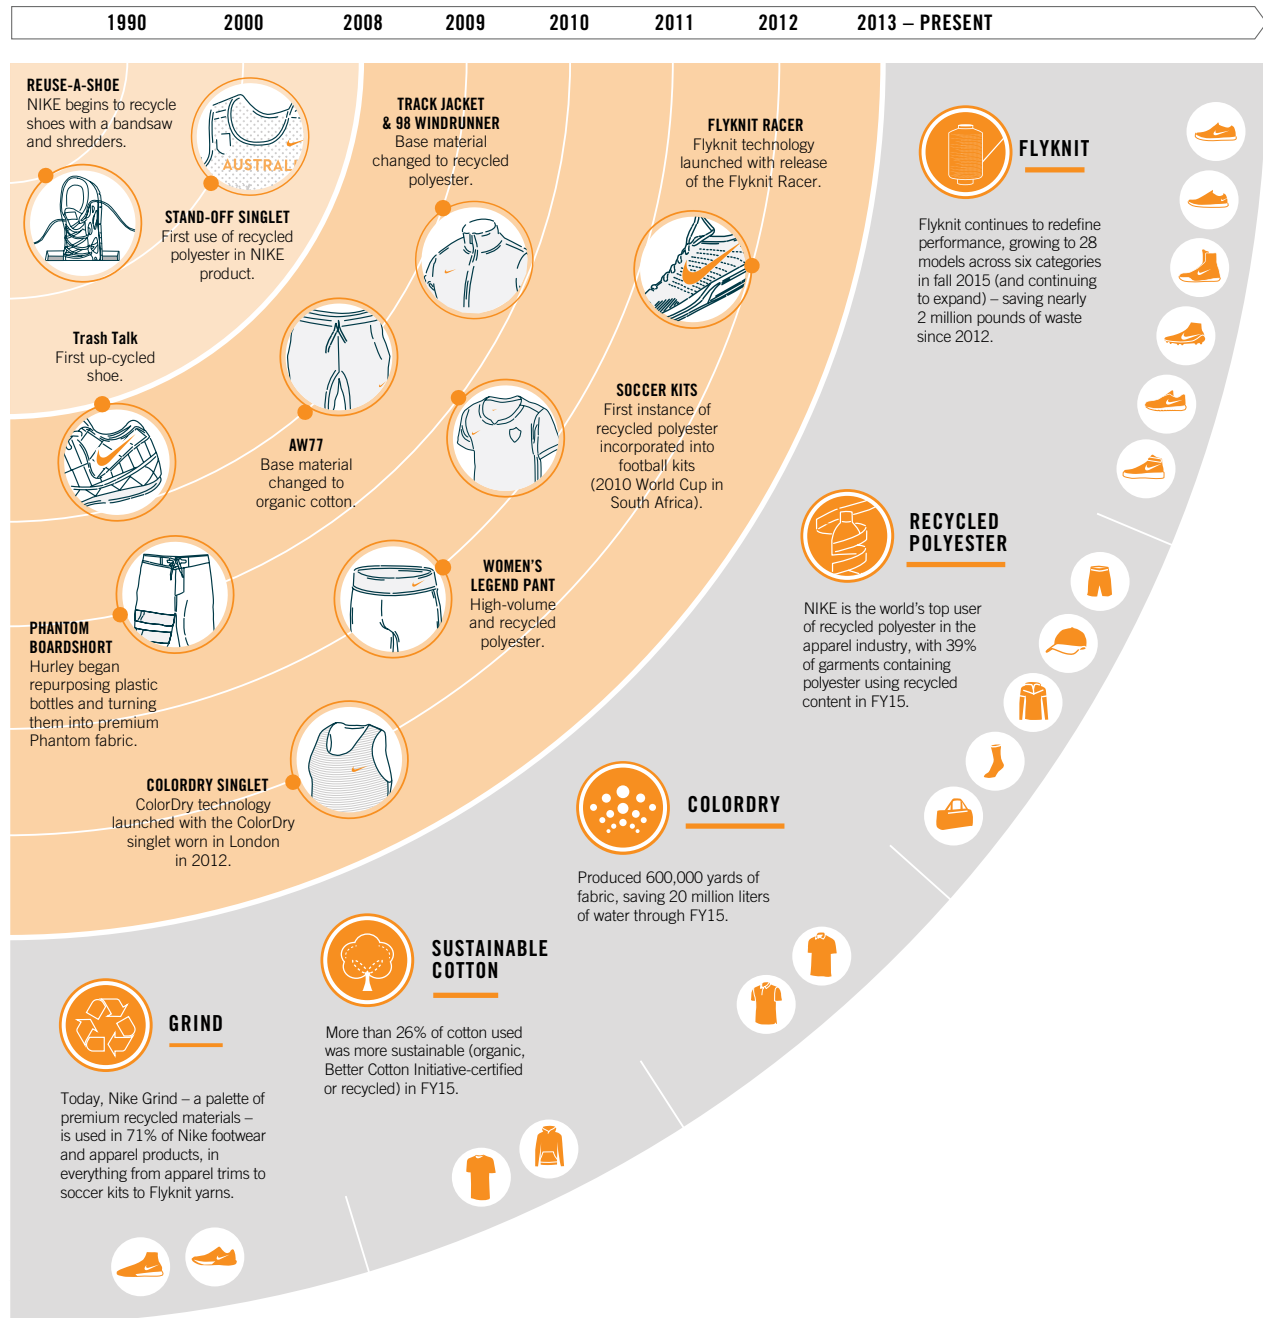 1990 2000 2008 2009 2010 2011 2012 2013 – PRESENT
REUSE-A-SHOE
NIKE begins to recycle
shoes with a bandsaw
and shredders.
AUSTRAL
STAND-OFF SINGLET
First use of recycled
polyester in NIKE
product.
TRACK JACKET
& 98 WINDRUNNER
Base material
changed to recycled
polyester.
FLYKNIT RACER
Flyknit technology
launched with release
of the Flyknit Racer.
FLYKNIT
Flyknit continues to redefine
performance, growing to 28
models across six categories
in fall 2015 (and continuing
to expand) – saving nearly
2 million pounds of waste
since 2012.
Trash Talk
First up-cycled
shoe.
AW77
Base material
changed to
organic cotton.
SOCCER KITS
First instance of
recycled polyester
incorporated into
football kits
(2010 World Cup in
South Africa).
RECYCLED
POLYESTER
NIKE is the world's top user
of recycled polyester in the
apparel industry, with 39%
of garments containing
polyester using recycled
content in FY15.
PHANTOM
BOARDSHORT
Hurley began
repurposing plastic
bottles and turning
them into premium
Phantom fabric.
WOMEN'S
LEGEND PANT
High-volume
and recycled
polyester.
COLORDRY SINGLET
ColorDry technology
launched with the ColorDry
singlet worn in London
in 2012.
COLORDRY
Produced 600,000 yards of
fabric, saving 20 million liters
of water through FY15.
SUSTAINABLE
COTTON
More than 26% of cotton used
was more sustainable (organic,
Better Cotton Initiative-certified
or recycled) in FY15.
GRIND
Today, Nike Grind – a palette of
premium recycled materials –
is used in 71% of Nike footwear
and apparel products, in
everything from apparel trims to
soccer kits to Flyknit yarns.